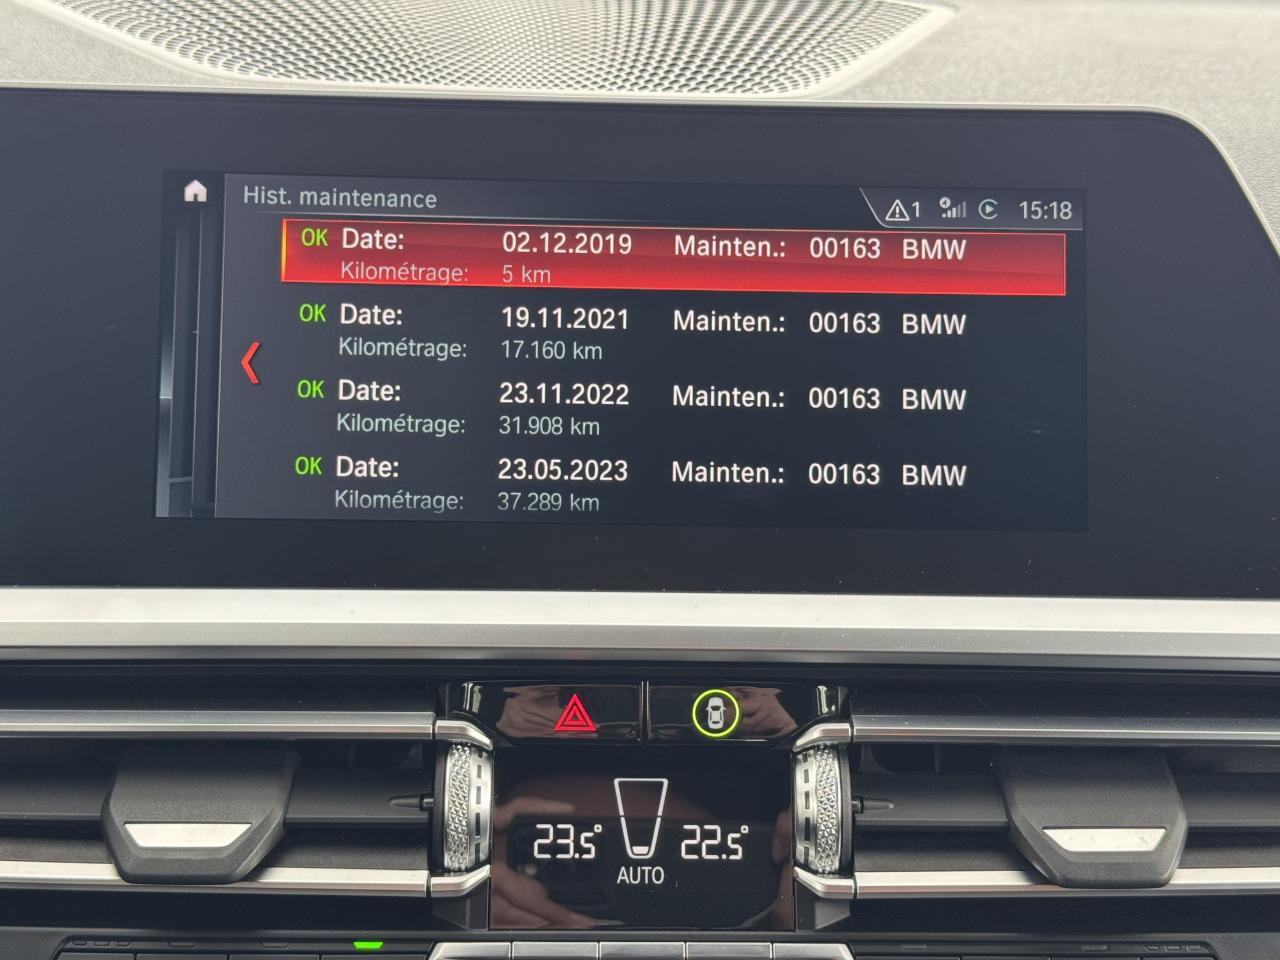 Hist. maintenance
1 15:18
OK Date: 02.12.2019 Mainten.: 00163 BMW
Kilométrage: 5 km
OK Date: 19.11.2021 Mainten.: 00163 BMW
Kilométrage: 17.160 km
OK Date: 23.11.2022 Mainten.: 00163 BMW
Kilométrage: 31.908 km
OK Date: 23.05.2023 Mainten.: 00163 BMW
Kilométrage: 37.289 km
23.5° 22.5°
AUTO